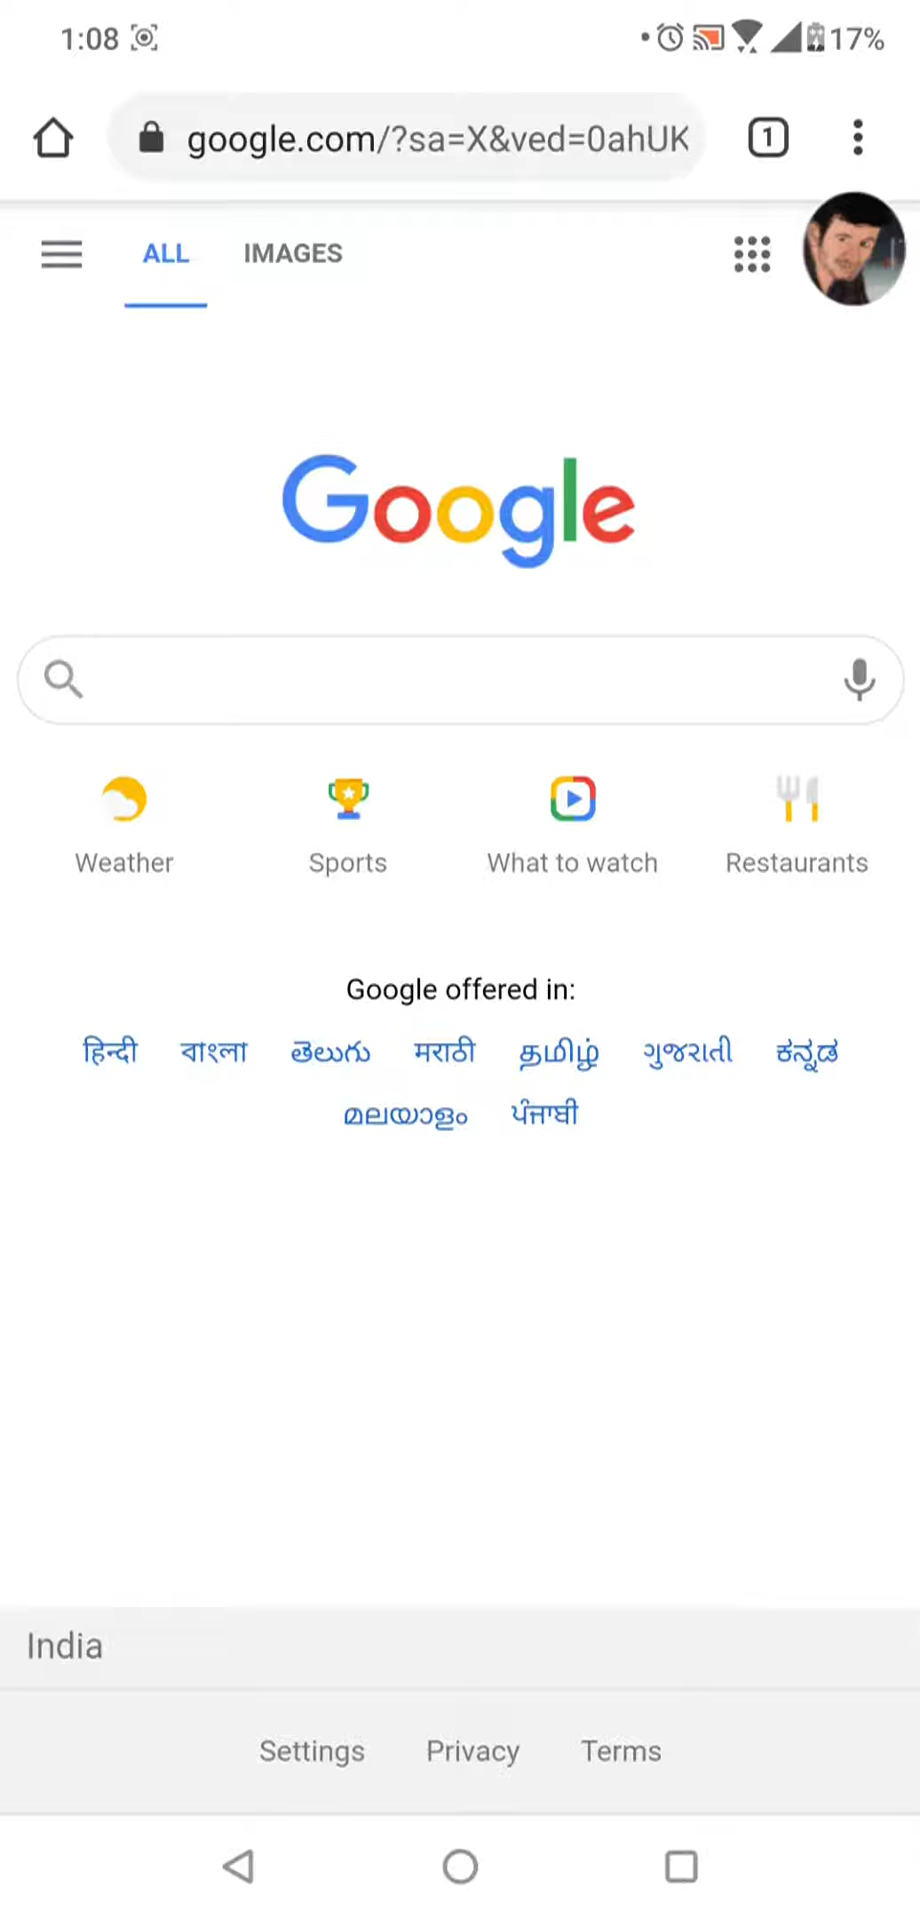 1:08 17%
google.com/?sa=X&ved=0ahUK 1
ALL IMAGES
Google
Weather Sports What to watch Restaurants
Google offered in:
हिन्दी বাংলা తెలుగు मराठी தமிழ் ગુજરાતી ಕನ್ನಡ
മലയാളം ਪੰਜਾਬੀ
India
Settings Privacy Terms